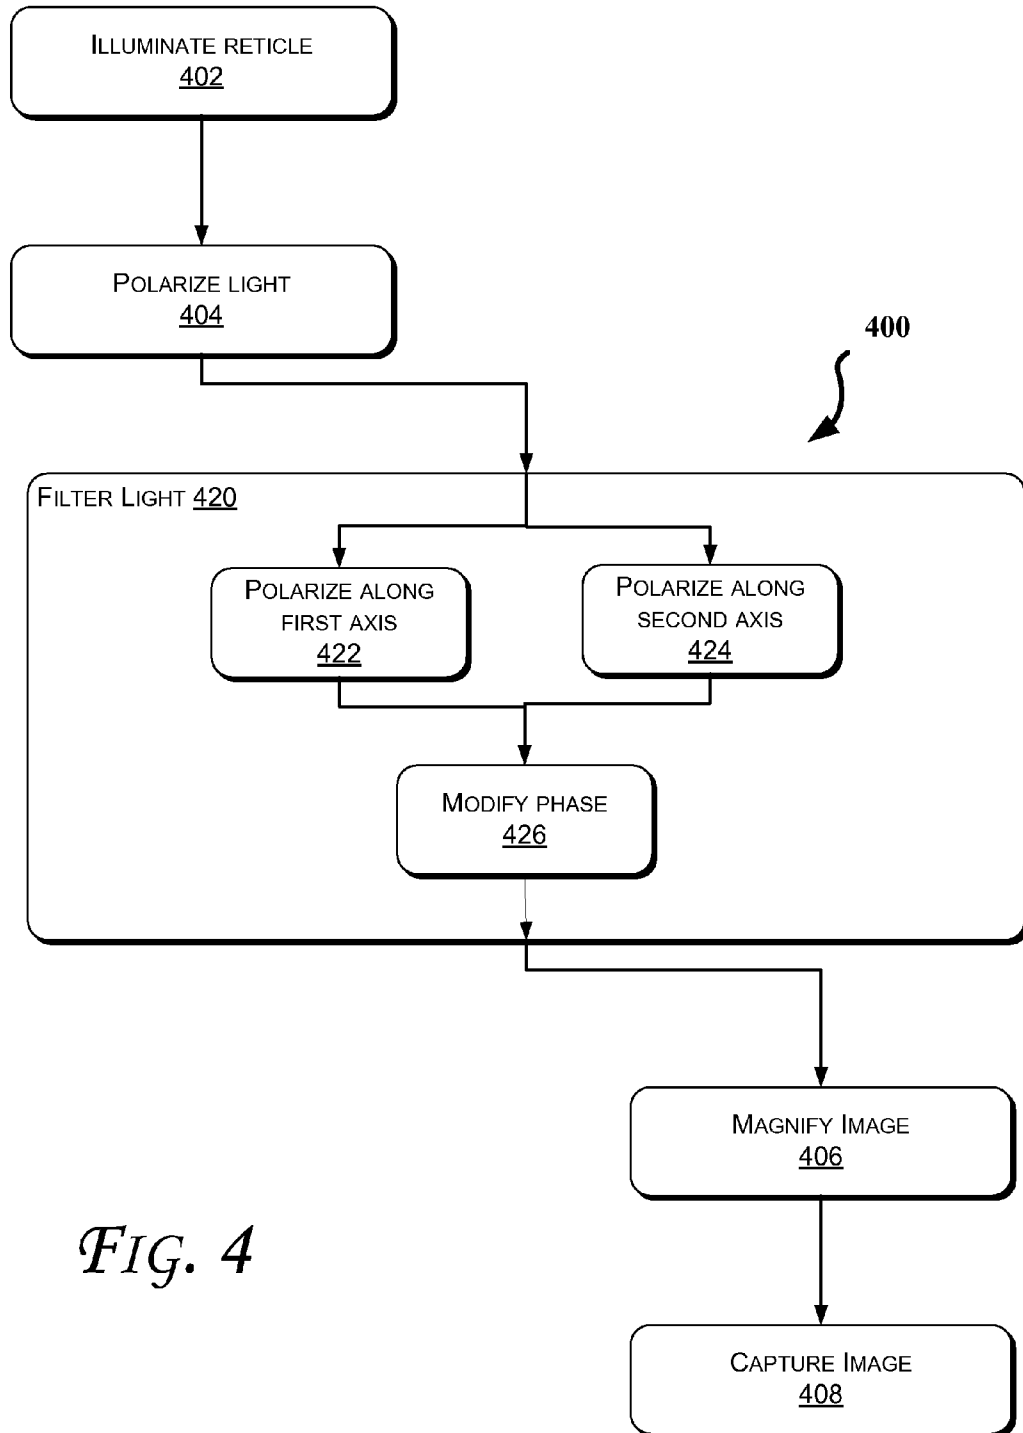 ILLUMINATE RETICLE
402
POLARIZE LIGHT
404
400
FILTER LIGHT 420
POLARIZE ALONG
FIRST AXIS
422
POLARIZE ALONG
SECOND AXIS
424
MODIFY PHASE
426
MAGNIFY IMAGE
406
CAPTURE IMAGE
408
FIG. 4